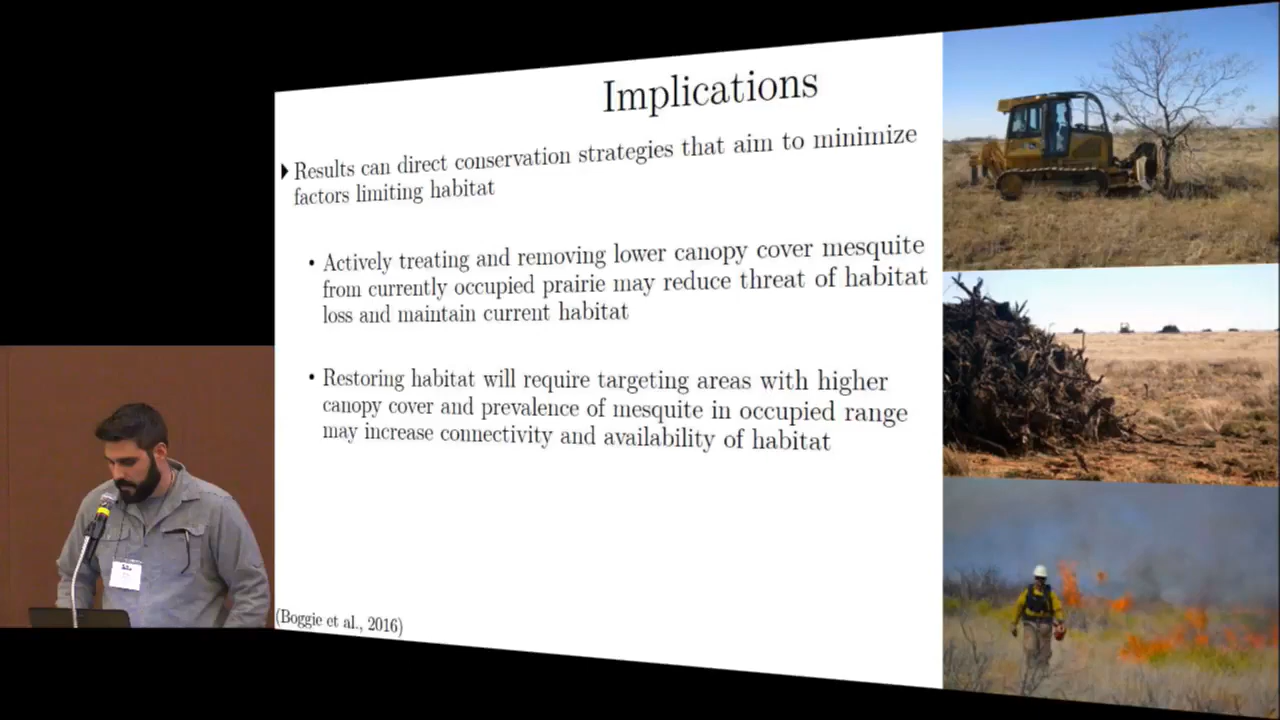 Implications
Results can direct conservation strategies that aim to minimize
factors limiting habitat
• Actively treating and removing lower canopy cover mesquite
from currently occupied prairie may reduce threat of habitat
loss and maintain current habitat
• Restoring habitat will require targeting areas with higher
canopy cover and prevalence of mesquite in occupied range
may increase connectivity and availability of habitat
(Boggie et al., 2016)